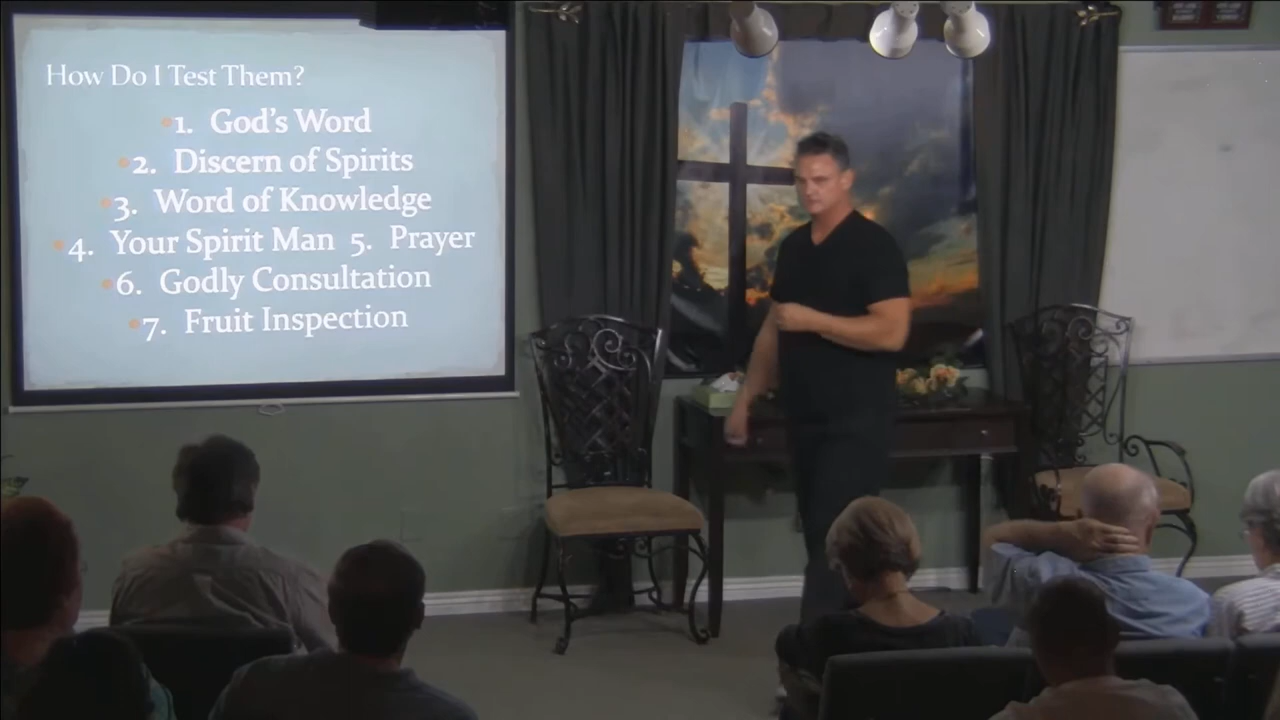 How Do I Test Them?
•1. God's Word
•2. Discern of Spirits
•3. Word of Knowledge
•4. Your Spirit Man 5. Prayer
•6. Godly Consultation
•7. Fruit Inspection